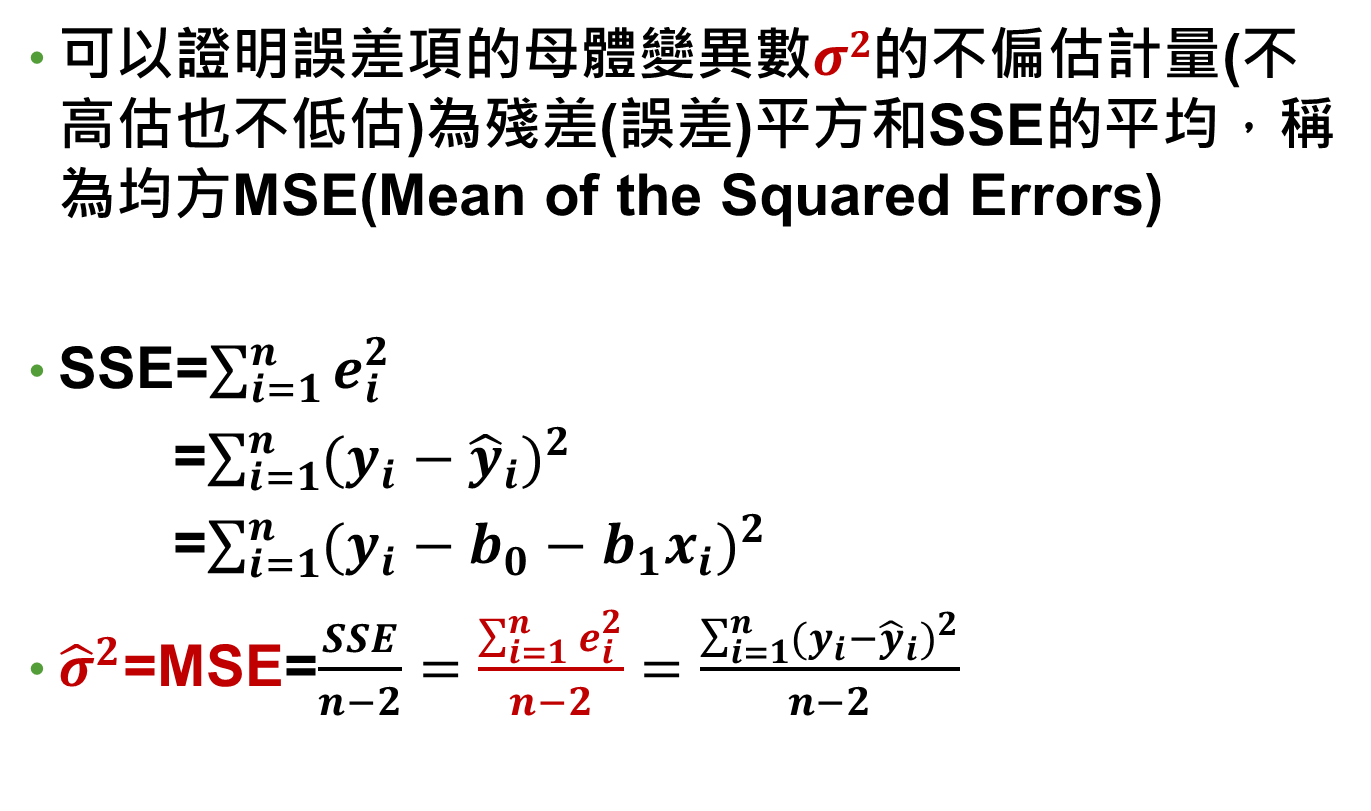 • 可以證明誤差項的母體變異數σ²的不偏估計量(不
高估也不低估)為殘差(誤差)平方和SSE的平均，稱
為均方MSE(Mean of the Squared Errors)
• SSE=∑ⁿᵢ₌₁ eᵢ²
=∑ⁿᵢ₌₁(yᵢ − ŷᵢ)²
=∑ⁿᵢ₌₁(yᵢ − b₀ − b₁xᵢ)²
• σ̂²=MSE=SSE/(n−2) = ∑ⁿᵢ₌₁ eᵢ²/(n−2) = ∑ⁿᵢ₌₁(yᵢ−ŷᵢ)²/(n−2)